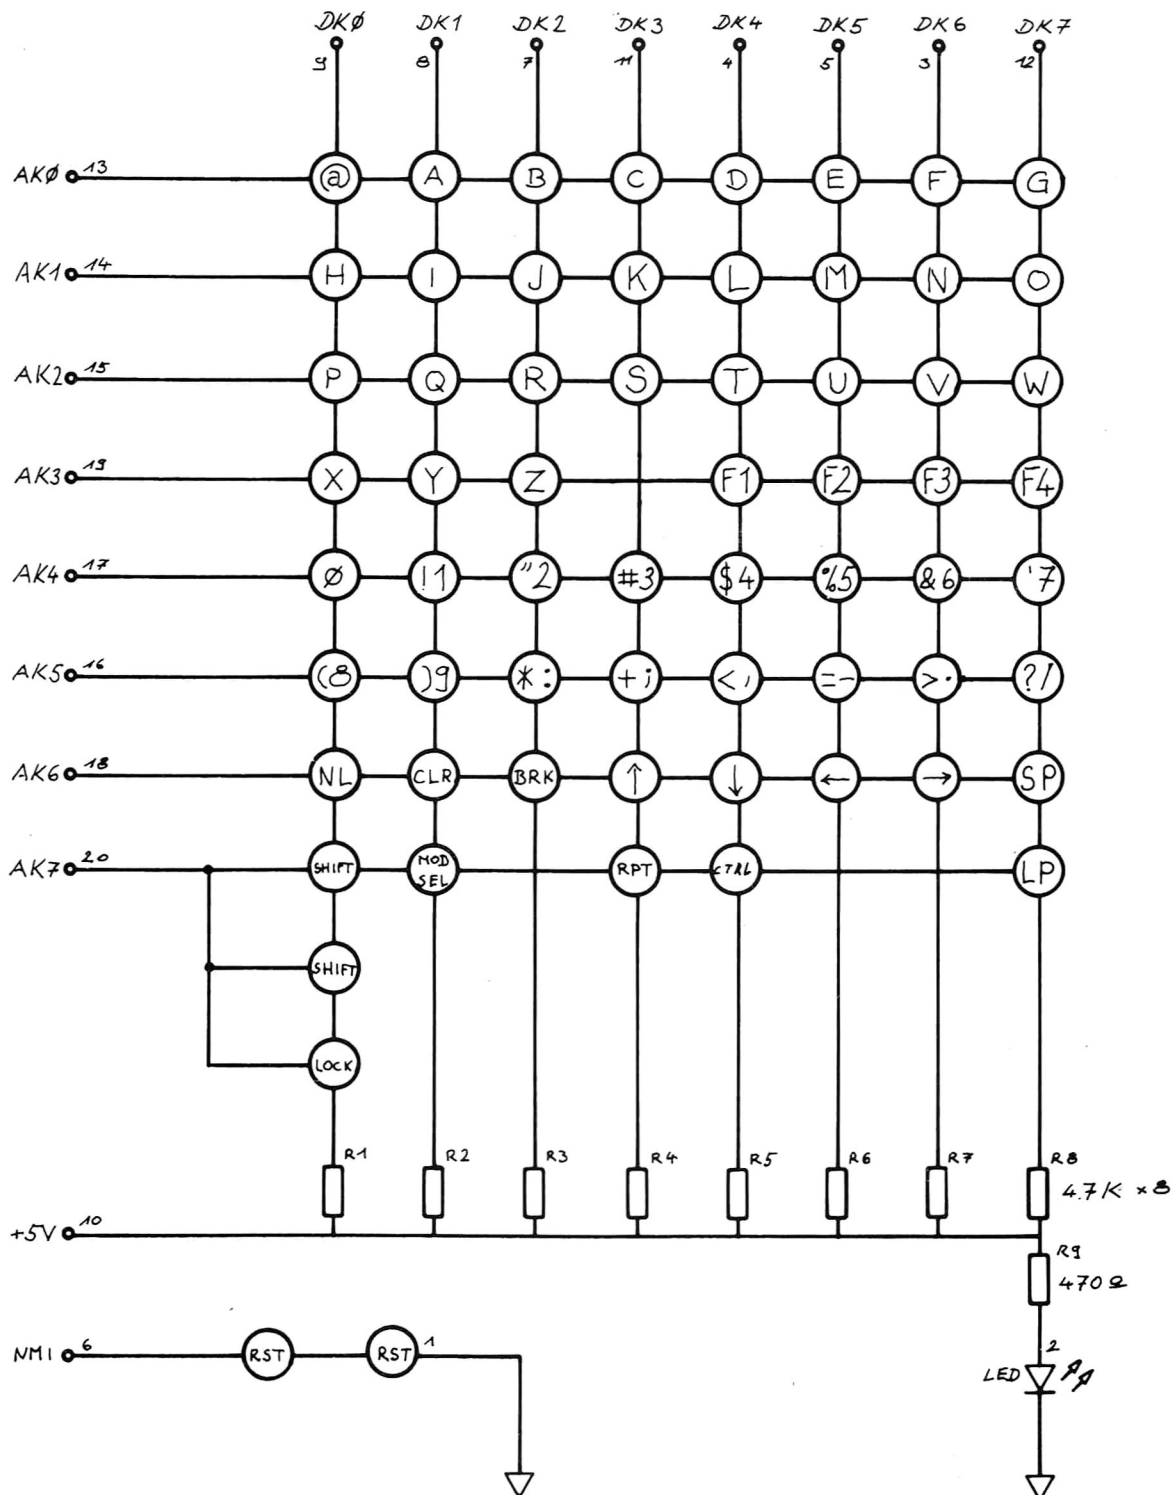 DKØ DK1 DK2 DK3 DK4 DK5 DK6 DK7
9 8 7 11 4 5 3 12
AKØ 13 @ A B C D E F G
AK1 14 H I J K L M N O
AK2 15 P Q R S T U V W
AK3 19 X Y Z F1 F2 F3 F4
AK4 17 Ø !1 "2 #3 $4 %5 &6 '7
AK5 16 (8 )9 *: +; <, =- >. ?/
AK6 18 NL CLR BRK ↑ ↓ ← → SP
AK7 20 SHIFT MOD SEL RPT CTRL LP
SHIFT
LOCK
R1 R2 R3 R4 R5 R6 R7 R8
4.7K ×8
+5V 10
R9
470Ω
NMI 6 RST RST 1
2
LED